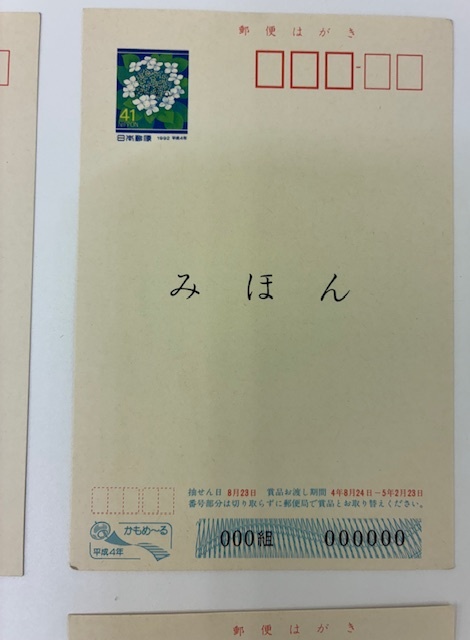 郵便はがき
41
NIPPON
日本郵便 1992 平成4年
みほん
抽せん日 8月23日 賞品お渡し期間 4年8月24日～5年2月23日
番号部分は切り取らずに郵便局で賞品とお取り替えください。
かもめ～る
平成4年
000組 000000
郵便はがき